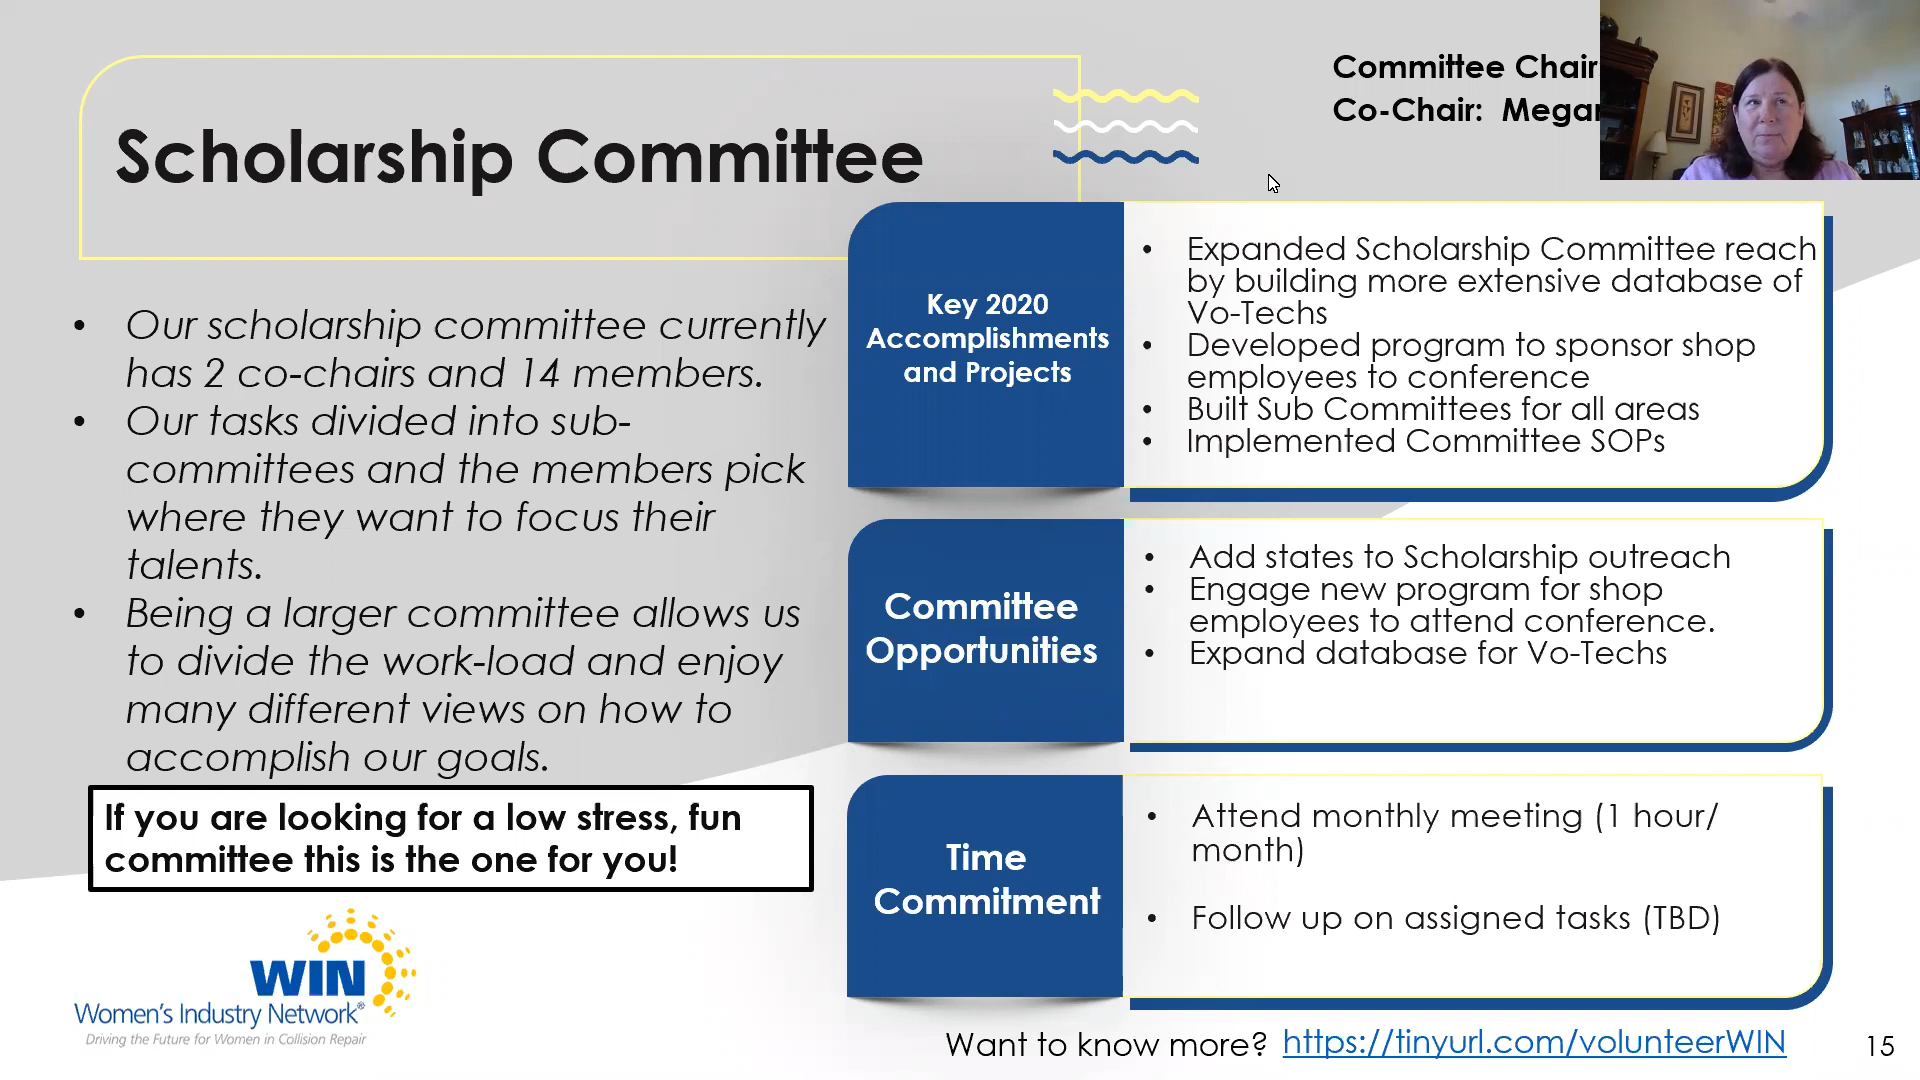 Committee Chair
Co-Chair: Megan
Scholarship Committee
• Our scholarship committee currently
has 2 co-chairs and 14 members.
• Our tasks divided into sub-
committees and the members pick
where they want to focus their
talents.
• Being a larger committee allows us
to divide the work-load and enjoy
many different views on how to
accomplish our goals.
If you are looking for a low stress, fun
committee this is the one for you!
Key 2020
Accomplishments
and Projects
• Expanded Scholarship Committee reach
by building more extensive database of
Vo-Techs
• Developed program to sponsor shop
employees to conference
• Built Sub Committees for all areas
• Implemented Committee SOPs
Committee
Opportunities
• Add states to Scholarship outreach
• Engage new program for shop
employees to attend conference.
• Expand database for Vo-Techs
Time
Commitment
• Attend monthly meeting (1 hour/
month)
• Follow up on assigned tasks (TBD)
WIN
Women's Industry Network®
Driving the Future for Women in Collision Repair
Want to know more? https://tinyurl.com/volunteerWIN
15